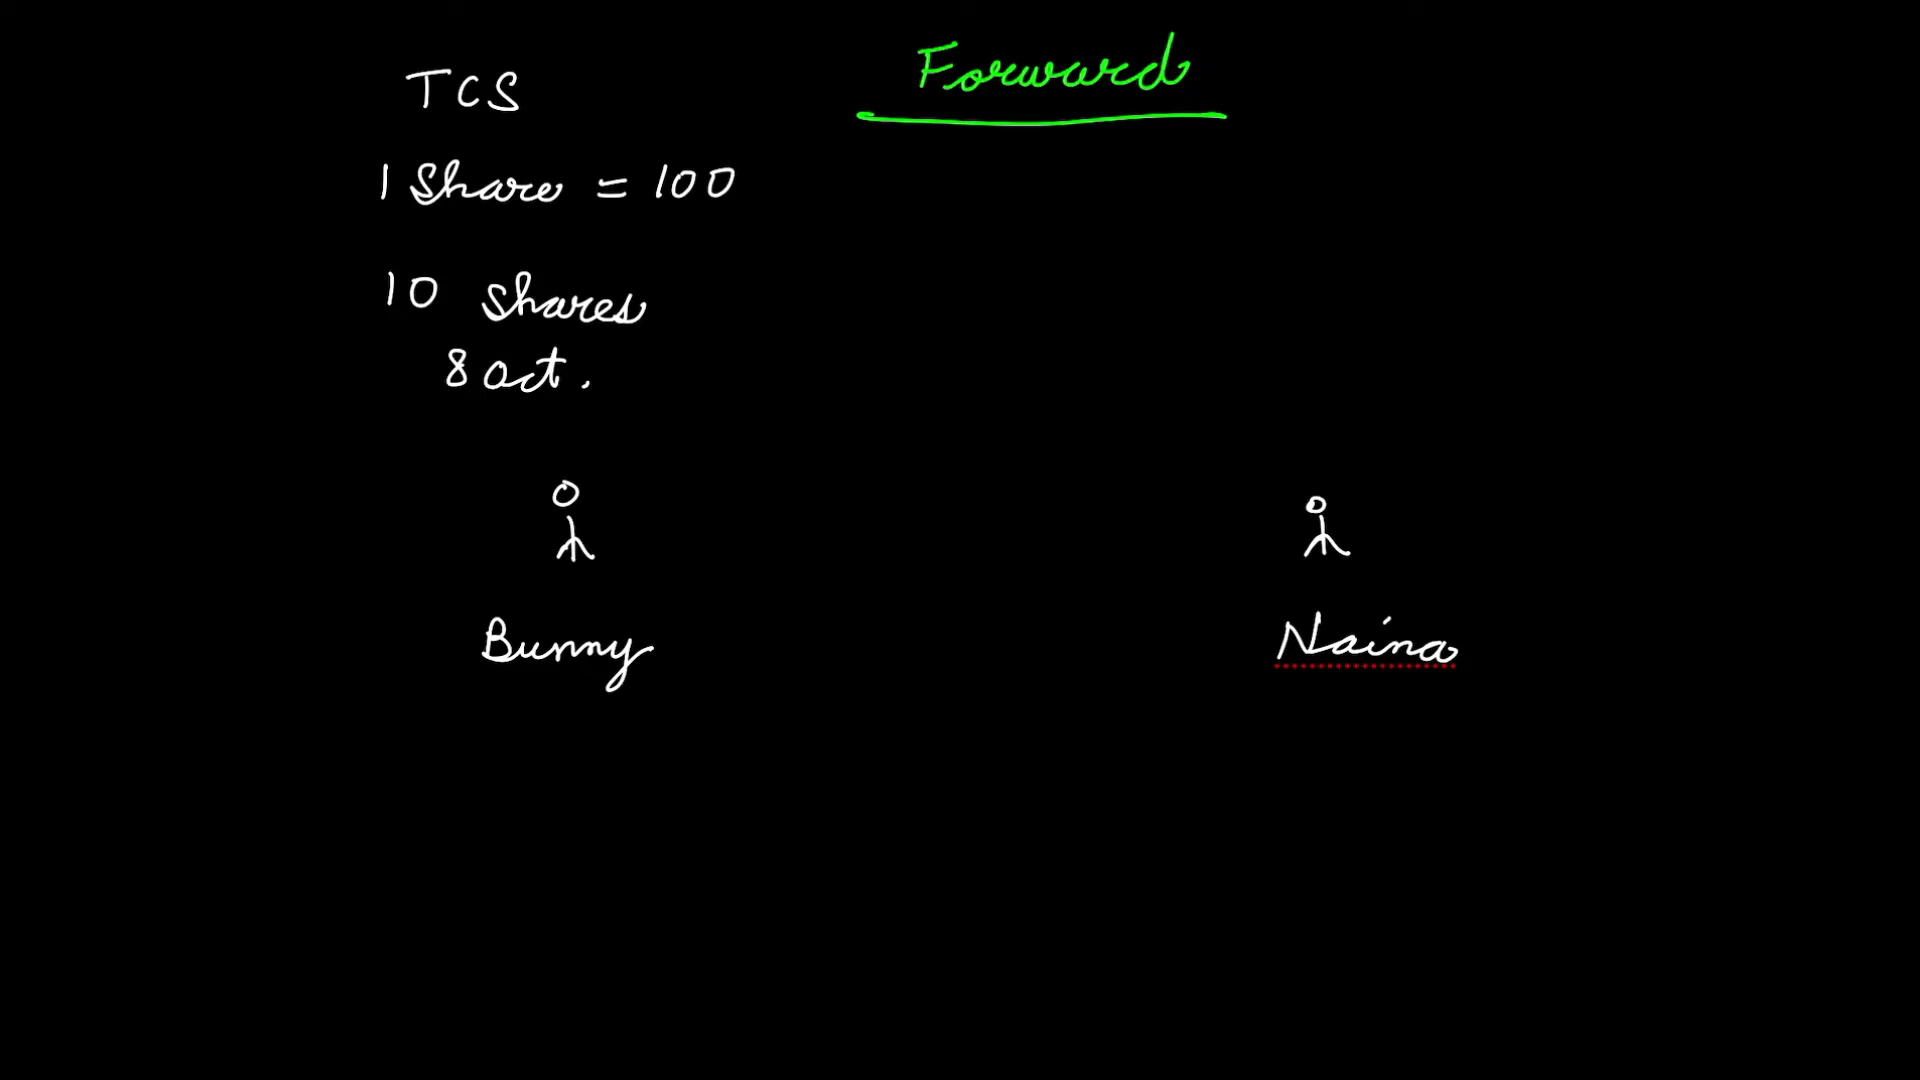 Forward
TCS
1 Share = 100
10 Shares
8 Oct.
Bunny
Naina